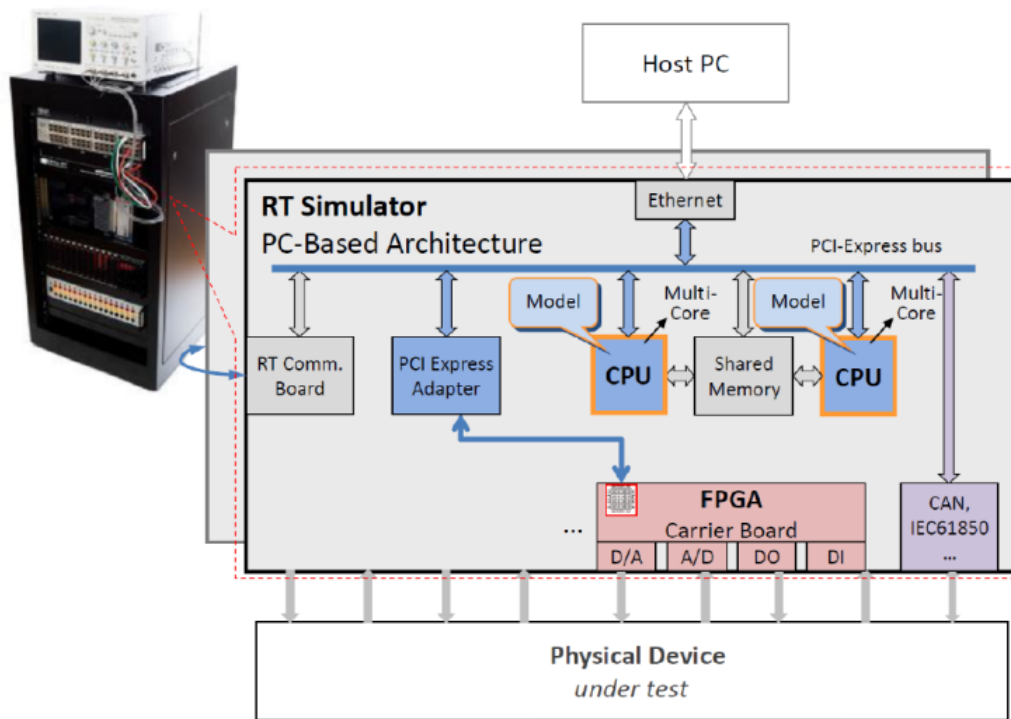 Host PC
Ethernet
RT Simulator
PC-Based Architecture
PCI-Express bus
Model
Multi-
Core
Model
Multi-
Core
RT Comm.
Board
PCI Express
Adapter
CPU
Shared
Memory
CPU
FPGA
Carrier Board
...
D/A
A/D
DO
DI
CAN,
IEC61850
...
Physical Device
under test